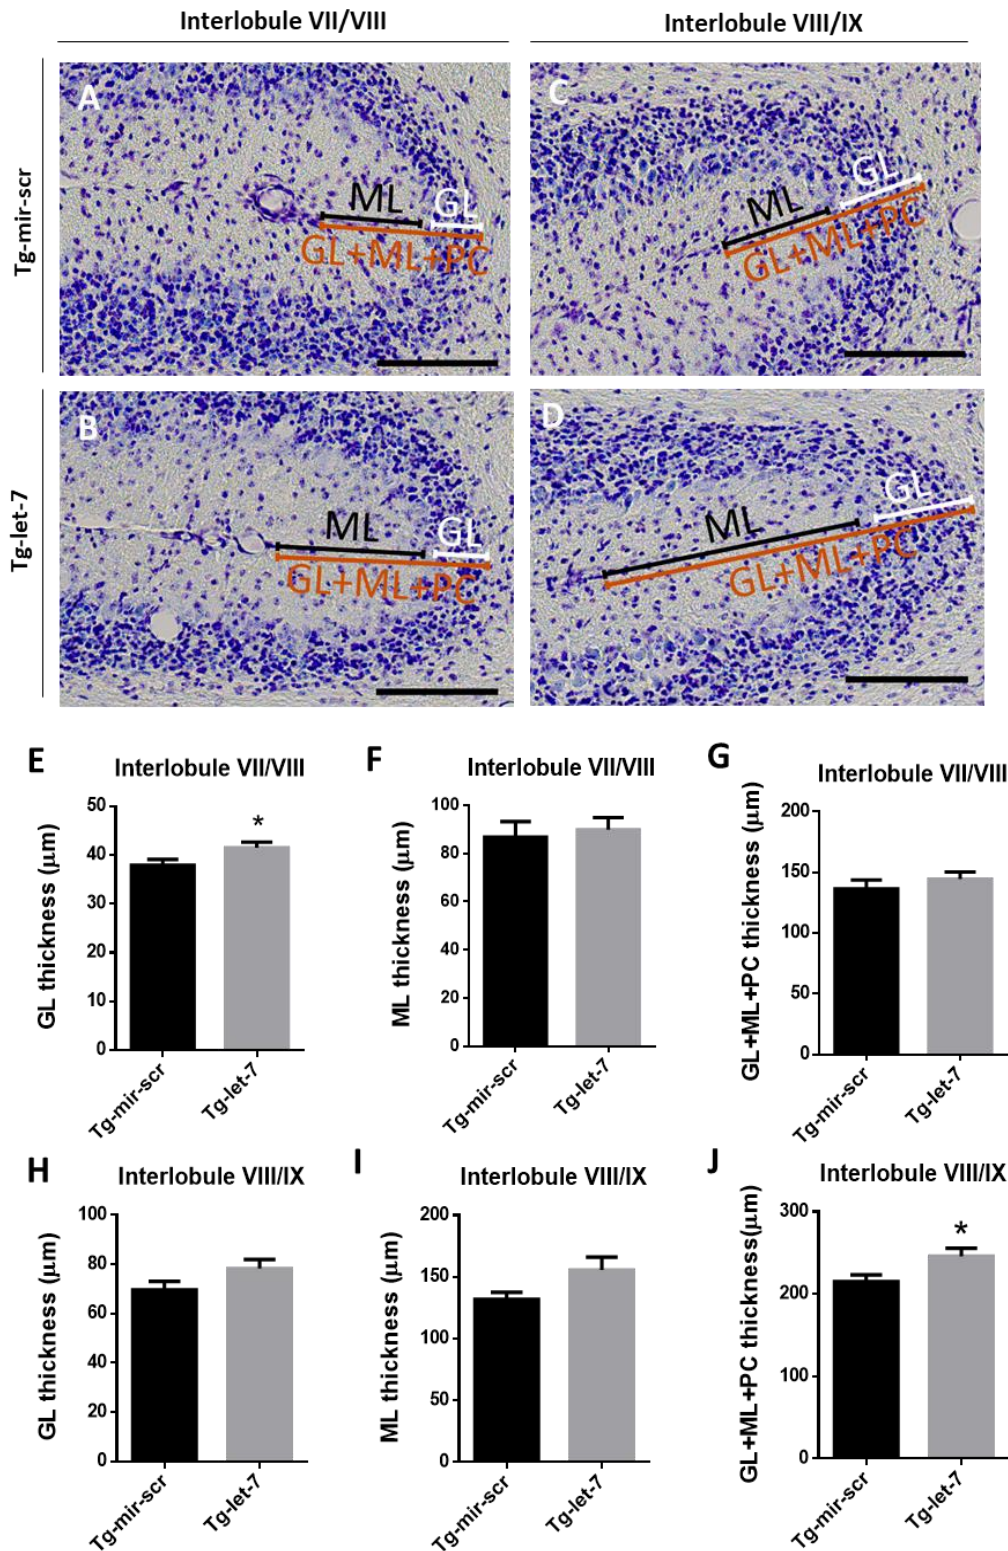 Interlobule VII/VIII
Interlobule VIII/IX
Tg-mir-scr
A
ML
GL
GL+ML+PC
C
ML
GL
GL+ML+PC
Tg-let-7
B
ML
GL
GL+ML+PC
D
ML
GL
GL+ML+PC
E
Interlobule VII/VIII
GL thickness (μm)
50
40
30
20
10
0
*
Tg-mir-scr
Tg-let-7
F
Interlobule VII/VIII
ML thickness (μm)
100
80
60
40
20
0
Tg-mir-scr
Tg-let-7
G
Interlobule VII/VIII
GL+ML+PC thickness (μm)
200
150
100
50
0
Tg-mir-scr
Tg-let-7
H
Interlobule VIII/IX
GL thickness (μm)
100
80
60
40
20
0
Tg-mir-scr
Tg-let-7
I
Interlobule VIII/IX
ML thickness (μm)
200
150
100
50
0
Tg-mir-scr
Tg-let-7
J
Interlobule VIII/IX
GL+ML+PC thickness(μm)
300
200
100
0
*
Tg-mir-scr
Tg-let-7